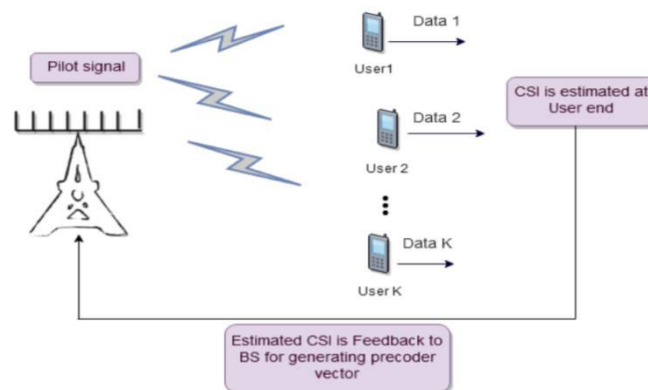 Pilot signal
Data 1
User1
CSI is estimated at
User end
Data 2
User 2
Data K
User K
Estimated CSI is Feedback to
BS for generating precoder
vector